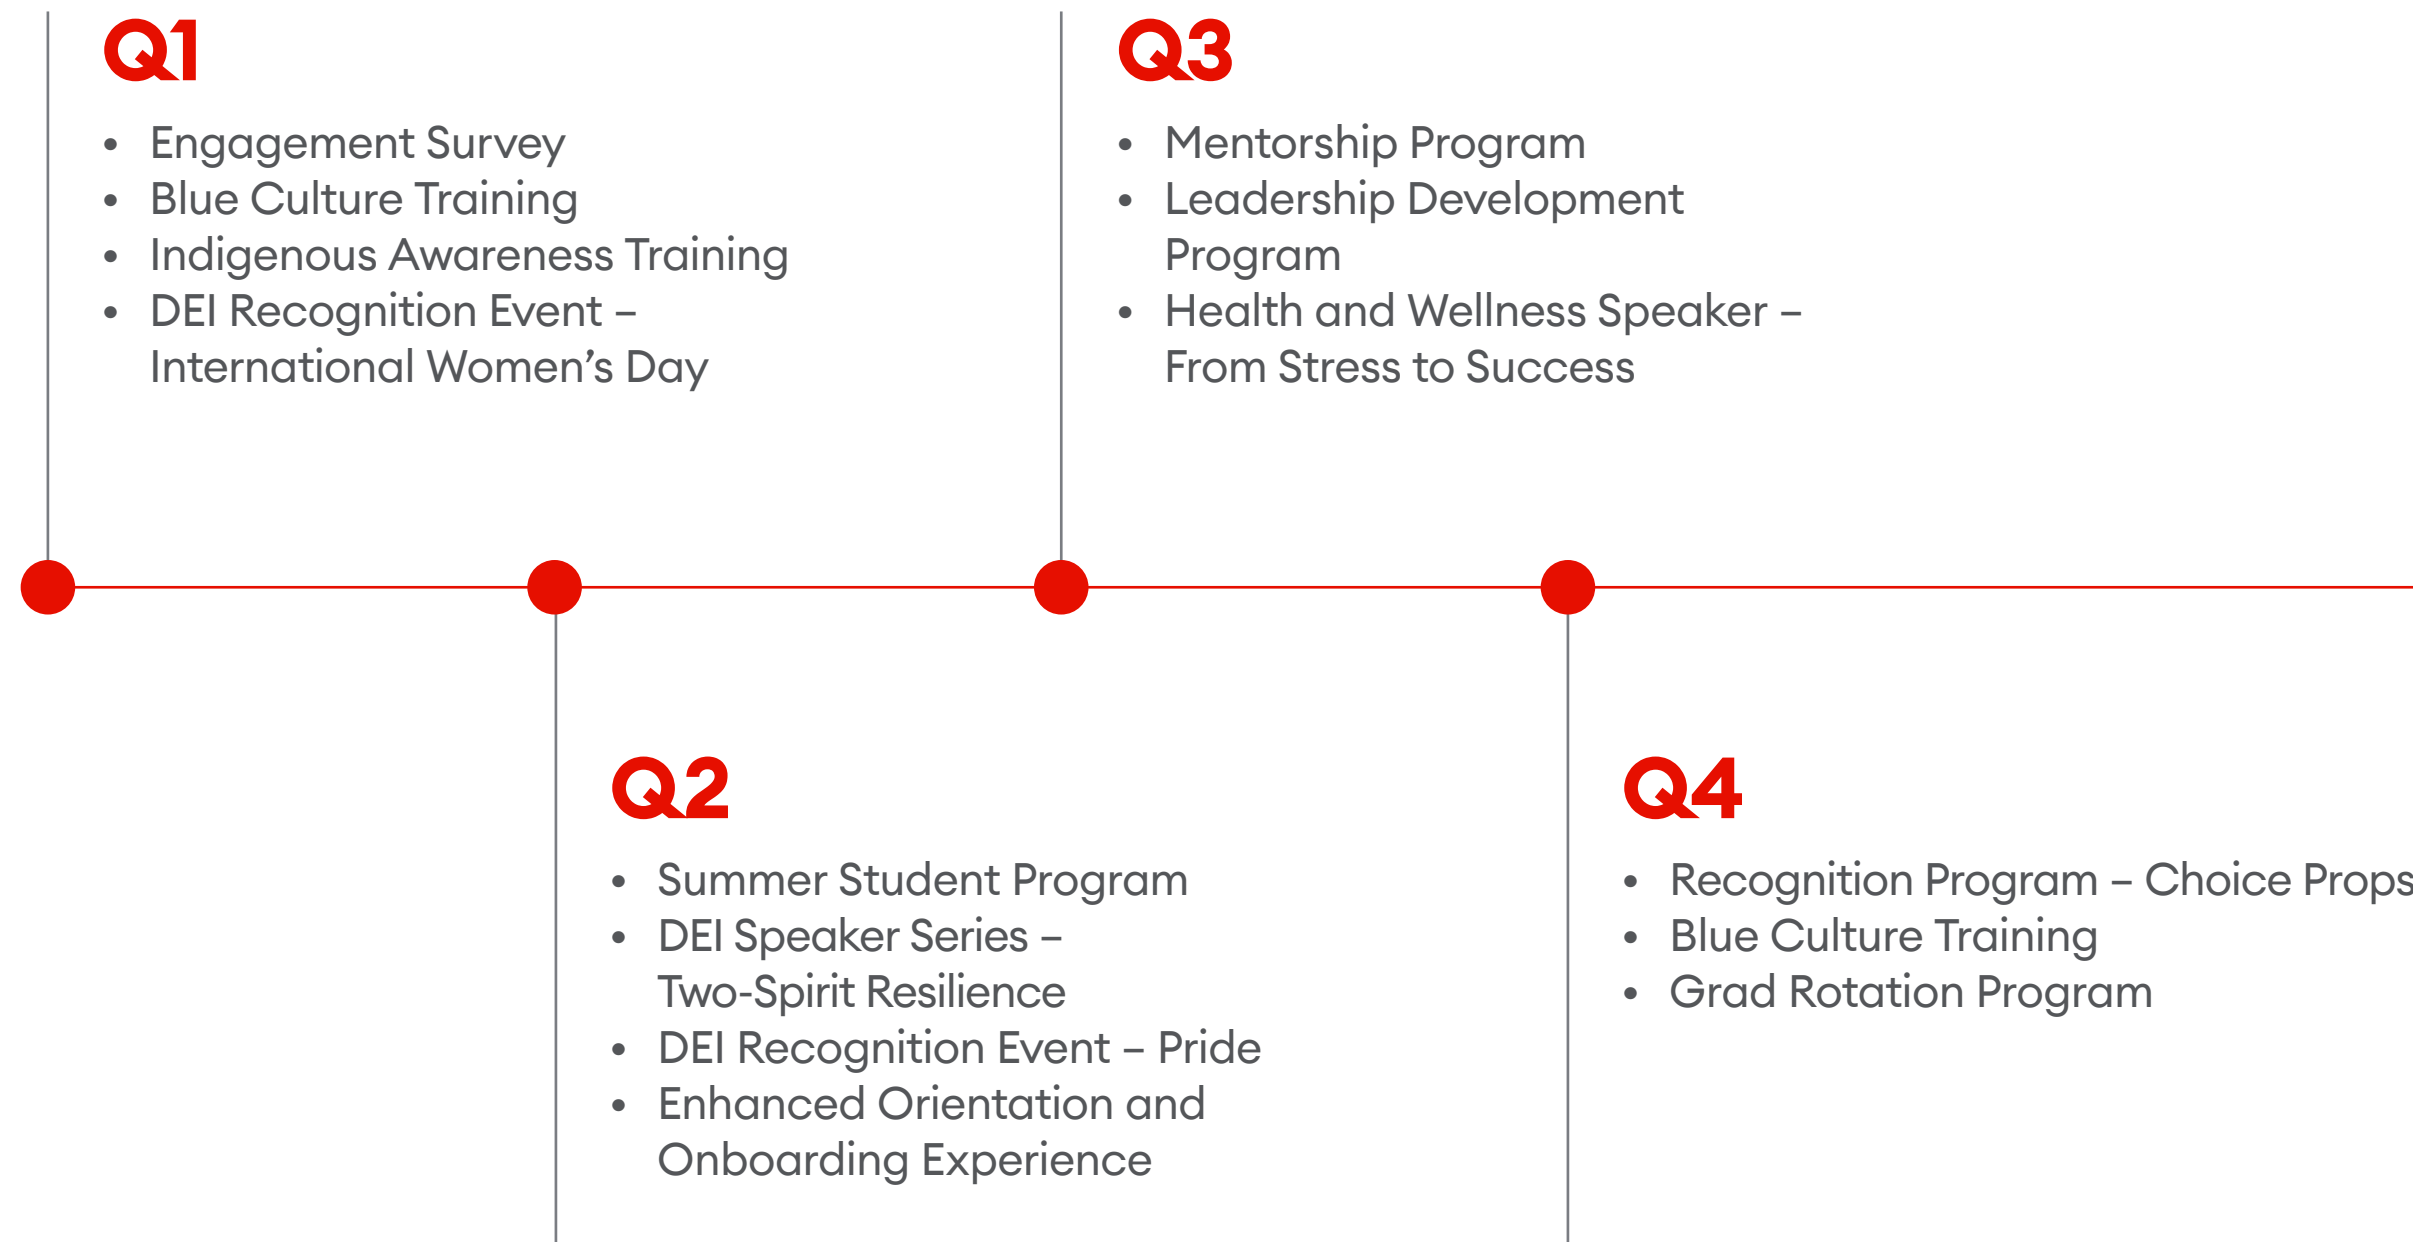 Q1
• Engagement Survey
• Blue Culture Training
• Indigenous Awareness Training
• DEI Recognition Event –
International Women’s Day
Q3
• Mentorship Program
• Leadership Development
Program
• Health and Wellness Speaker –
From Stress to Success
Q2
• Summer Student Program
• DEI Speaker Series –
Two-Spirit Resilience
• DEI Recognition Event – Pride
• Enhanced Orientation and
Onboarding Experience
Q4
• Recognition Program – Choice Props
• Blue Culture Training
• Grad Rotation Program